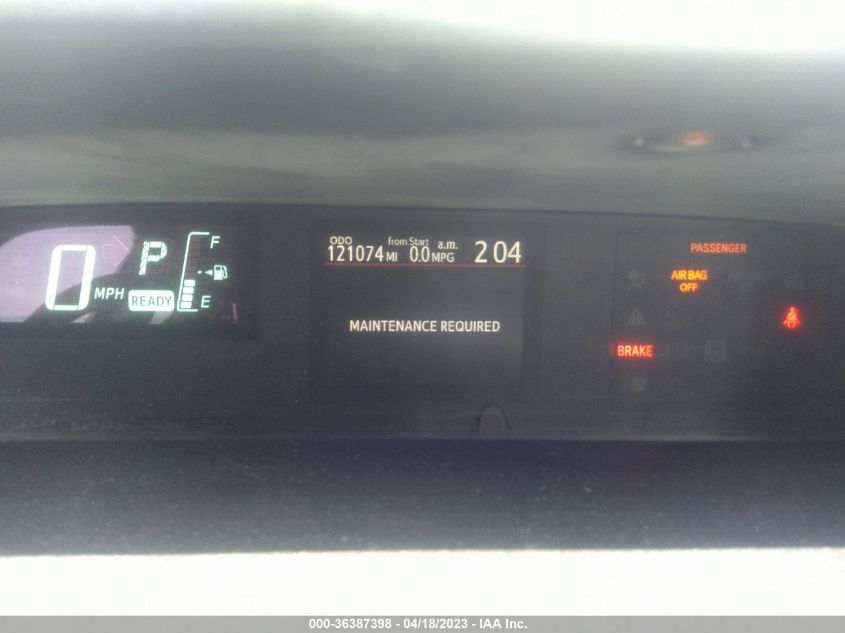 0 MPH
P
READY
F
E
ODO
121074 MI
from Start
0.0 MPG
a.m.
2 04
MAINTENANCE REQUIRED
PASSENGER
AIR BAG
OFF
BRAKE
000-36387398 - 04/18/2023 - IAA Inc.